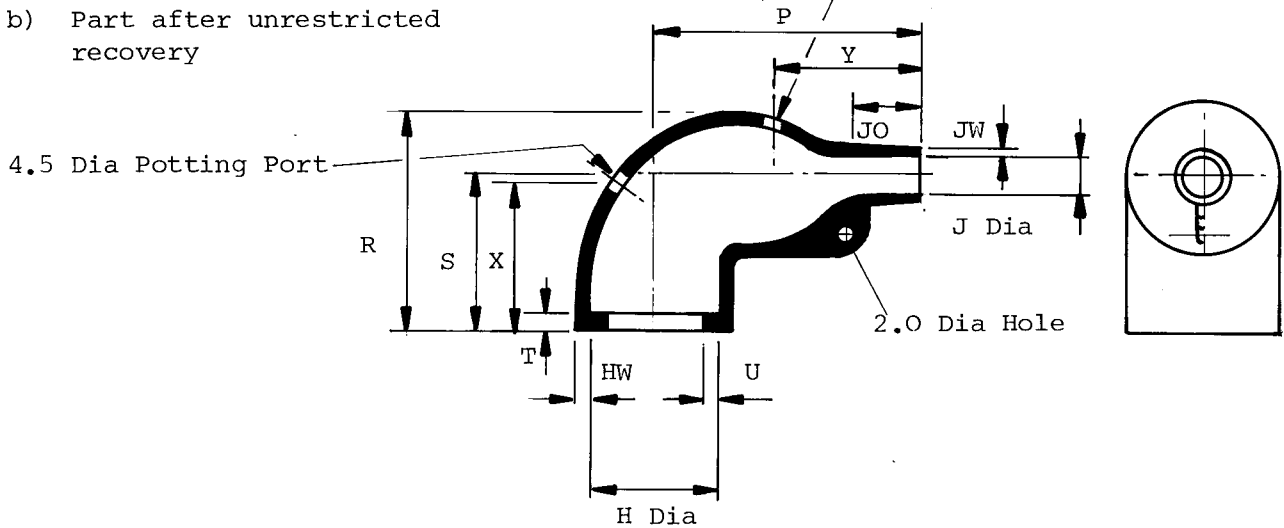 b) Part after unrestricted
recovery
P
Y
JO
JW
4.5 Dia Potting Port
R
S
X
J Dia
2.0 Dia Hole
T
HW
U
H Dia